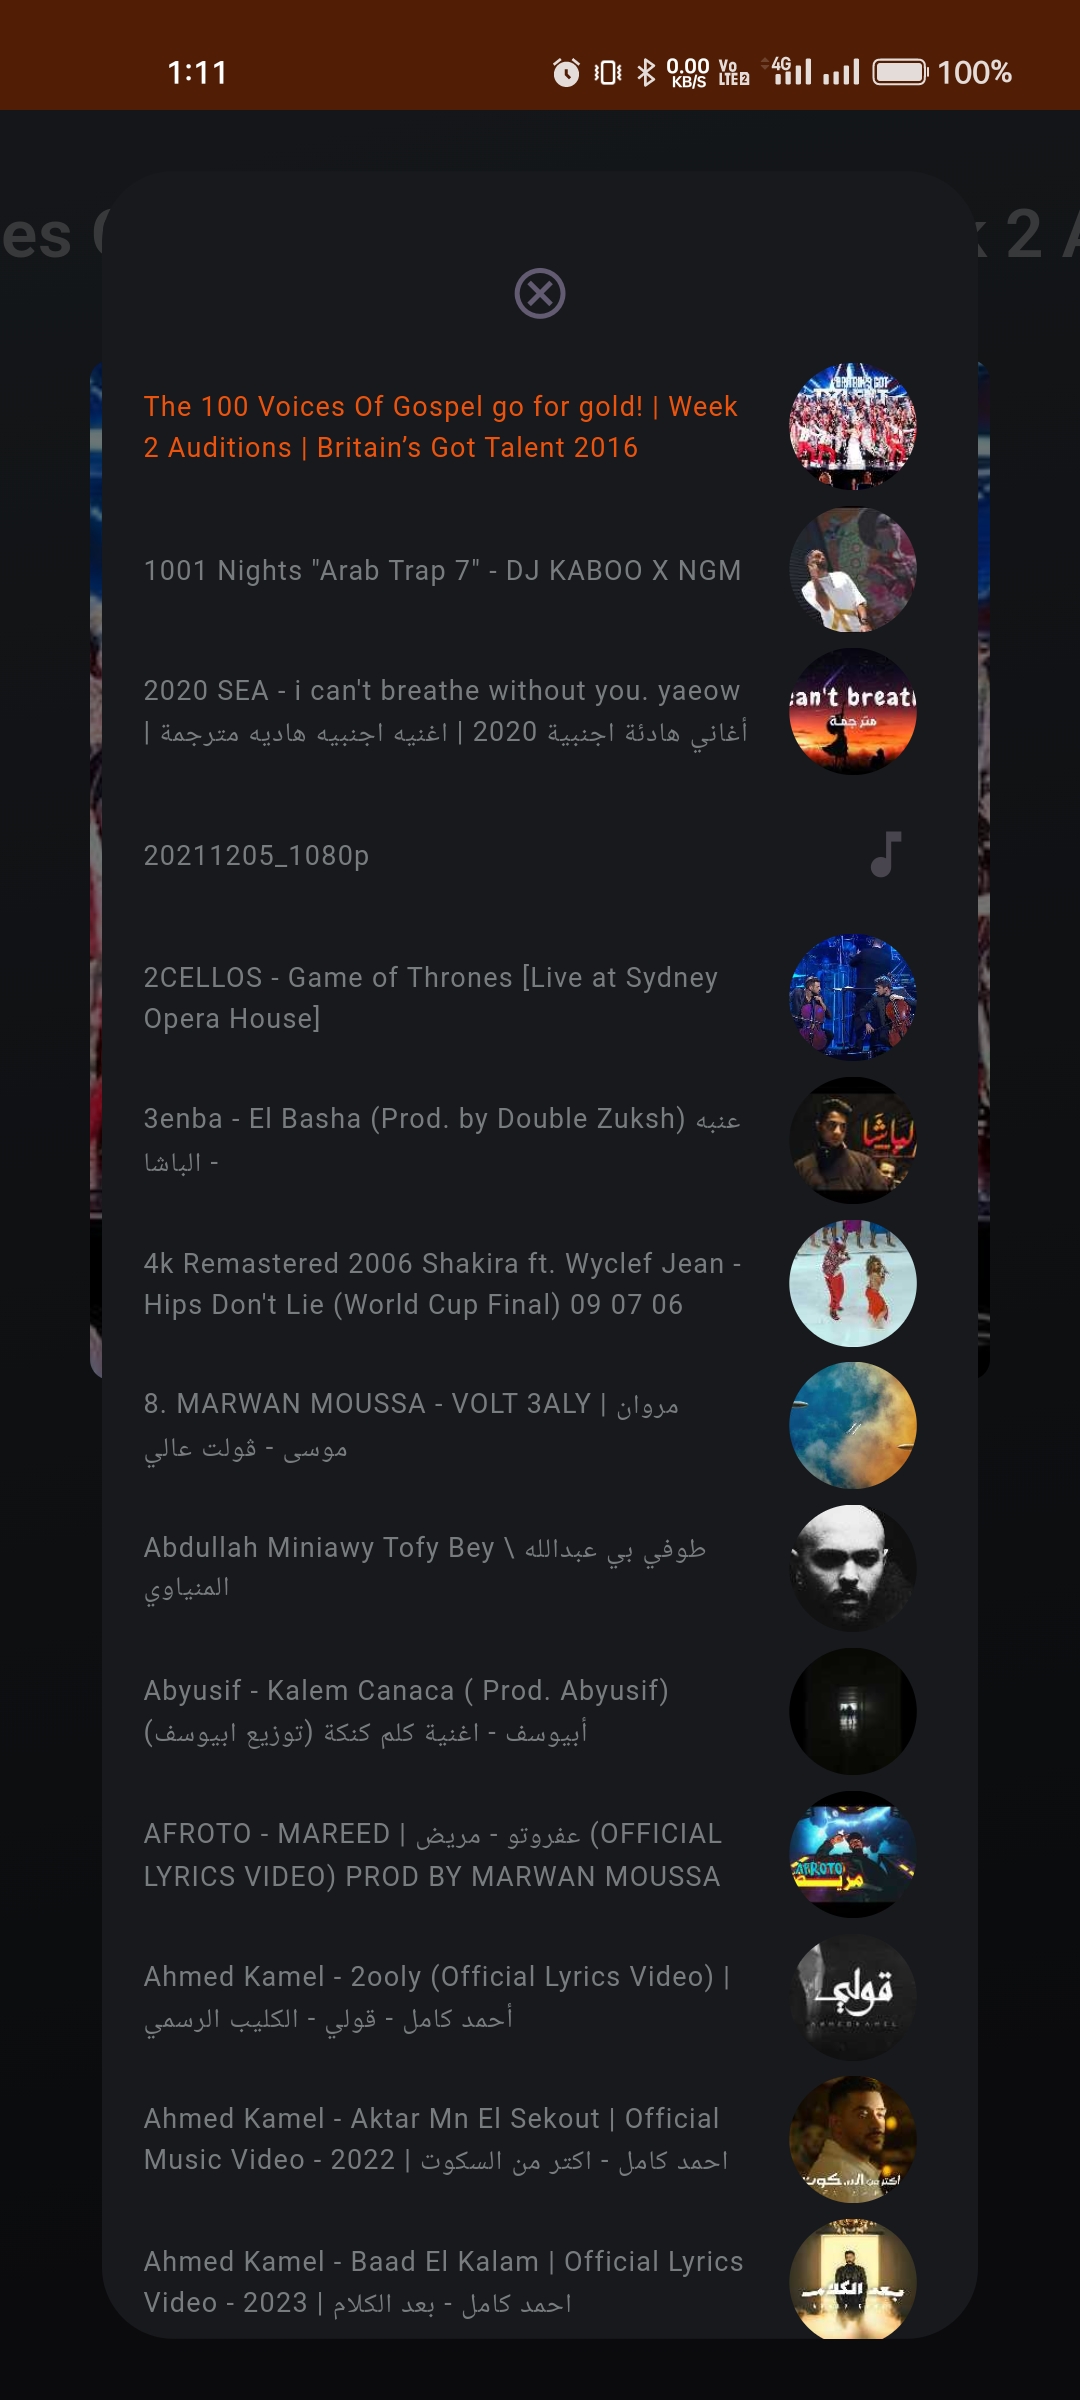 1:11
0.00
KB/S
Vo
LTE 2
4G
100%
es
k 2 A
The 100 Voices Of Gospel go for gold! | Week
2 Auditions | Britain’s Got Talent 2016
BRITAIN'S GOT
TALENT
1001 Nights "Arab Trap 7" - DJ KABOO X NGM
2020 SEA - i can't breathe without you. yaeow
| أغاني هادئة اجنبية 2020 | اغنيه اجنبيه هاديه مترجمة
can't breath
مترجمة
20211205_1080p
2CELLOS - Game of Thrones [Live at Sydney
Opera House]
3enba - El Basha (Prod. by Double Zuksh) عنبه
- الباشا
الباشا
4k Remastered 2006 Shakira ft. Wyclef Jean -
Hips Don't Lie (World Cup Final) 09 07 06
8. MARWAN MOUSSA - VOLT 3ALY | مروان
موسى - ڤولت عالي
Abdullah Miniawy Tofy Bey \ طوفي بي عبدالله
المنياوي
Abyusif - Kalem Canaca ( Prod. Abyusif)
أبيوسف - اغنية كلم كنكة (توزيع ابيوسف)
AFROTO - MAREED | عفروتو - مريض (OFFICIAL
LYRICS VIDEO) PROD BY MARWAN MOUSSA
AFROTO
مريض
Ahmed Kamel - 2ooly (Official Lyrics Video) |
أحمد كامل - قولي - الكليب الرسمي
قولي
AHMED KAMEL
Ahmed Kamel - Aktar Mn El Sekout | Official
Music Video - 2022 | احمد كامل - اكتر من السكوت
اكتر من السكوت
Ahmed Kamel - Baad El Kalam | Official Lyrics
Video - 2023 | احمد كامل - بعد الكلام
بعد الكلام